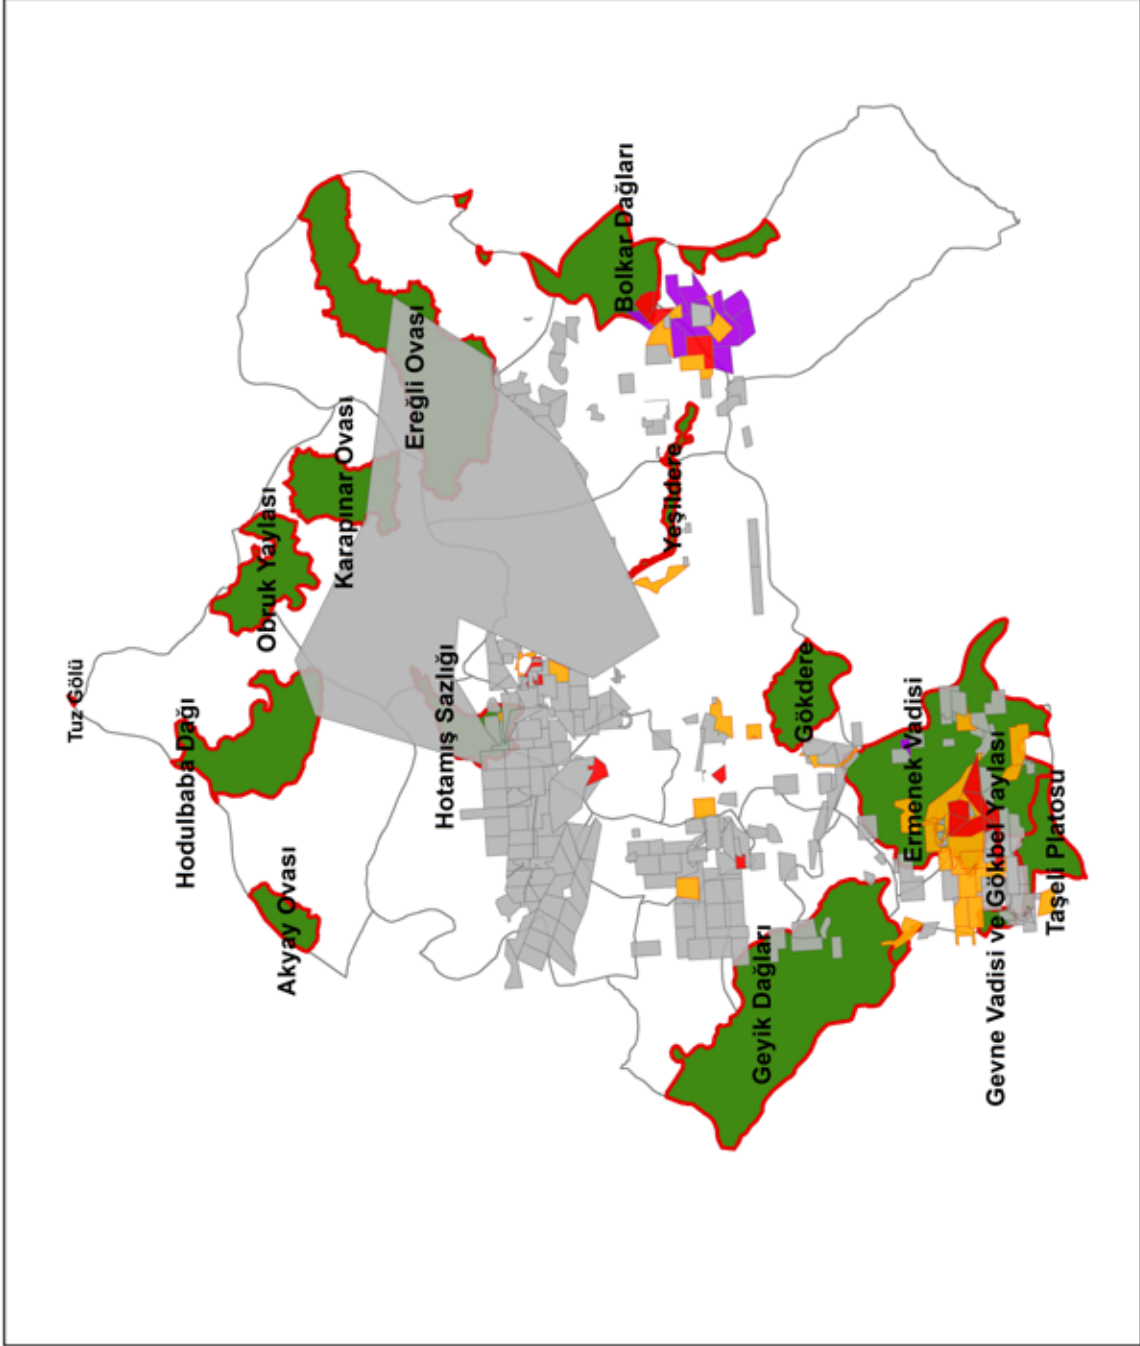 Tuz Gölü
Hodulbaba Dağı
Obruk Yaylası
Akyay Ovası
Karapınar Ovası
Ereğli Ovası
Hotamış Sazlığı
Bolkar Dağları
Yeşildere
Geyik Dağları
Gökdere
Ermenek Vadisi
Gevne Vadisi ve Gökbel Yaylası
Taşeli Platosu